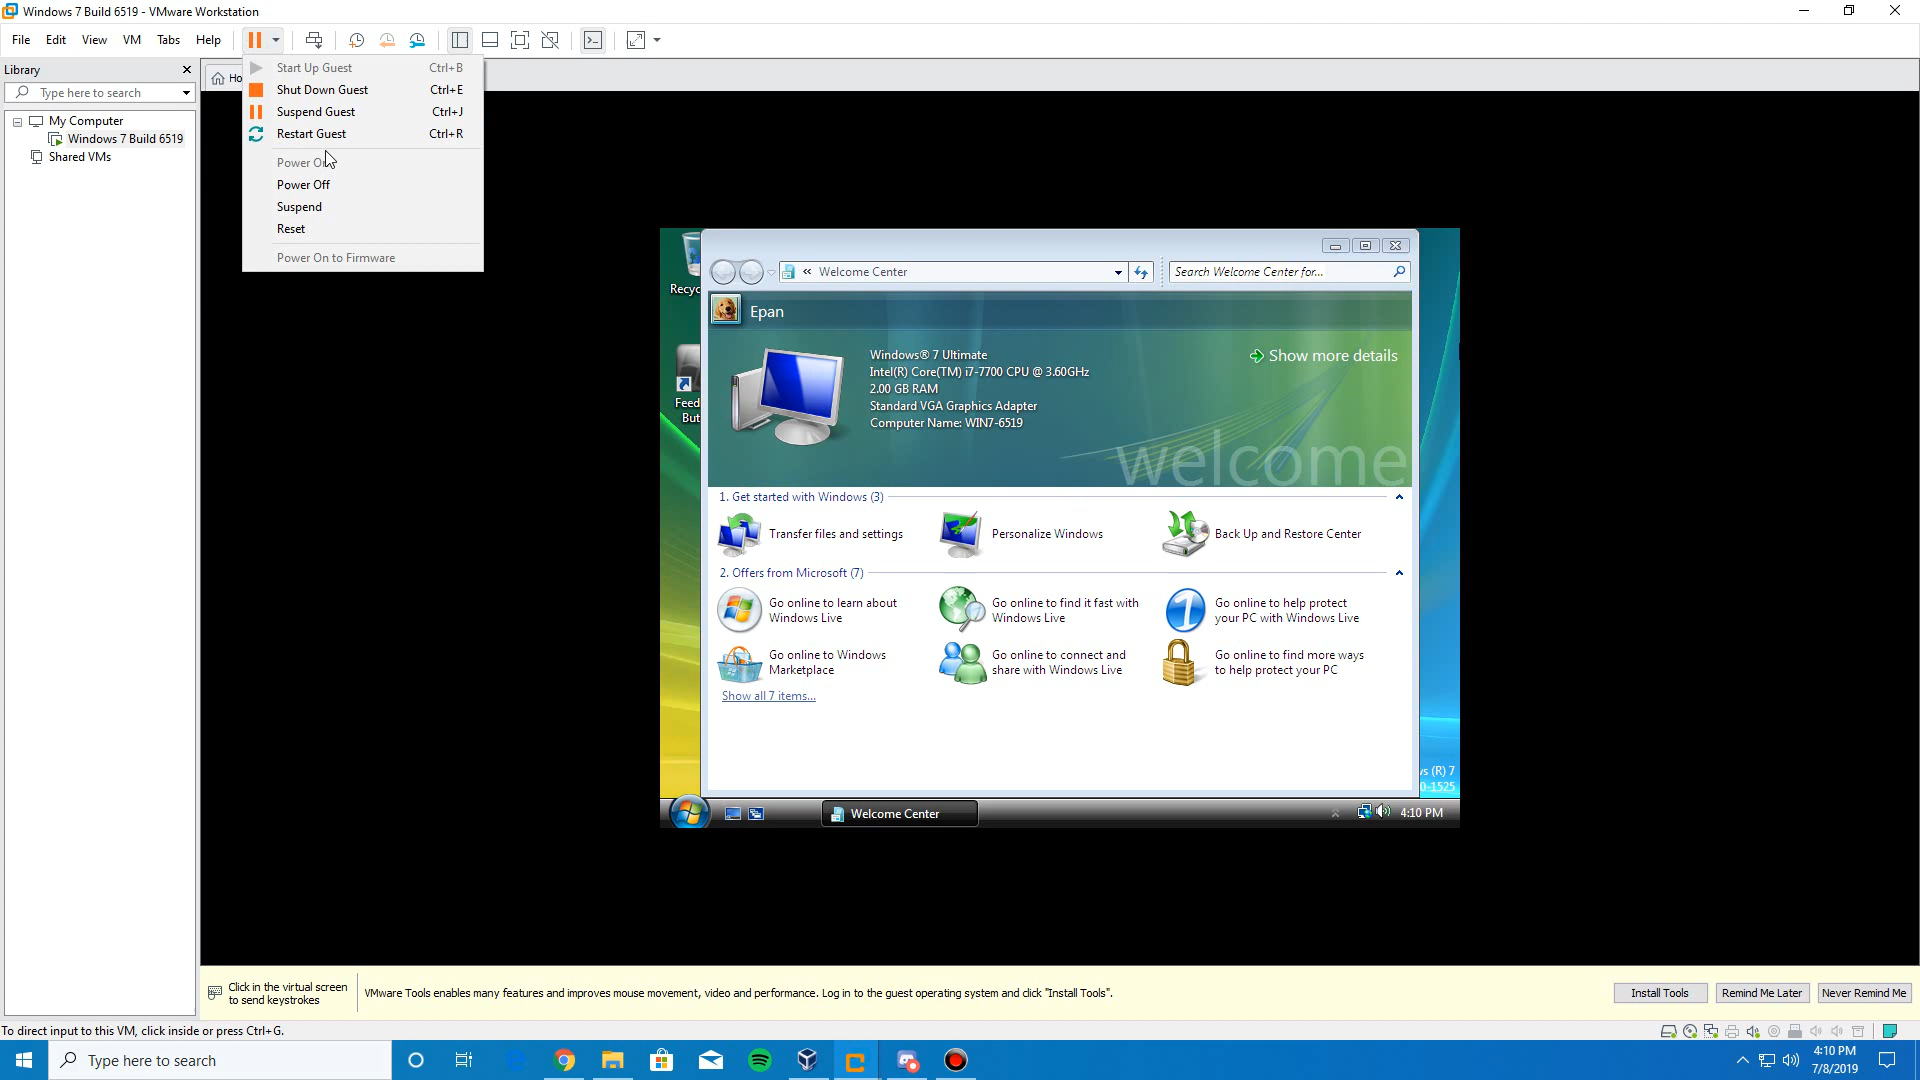 Windows 7 Build 6519 - VMware Workstation
File Edit View VM Tabs Help
Library
Type here to search
My Computer
Windows 7 Build 6519
Shared VMs
Start Up Guest Ctrl+B
Shut Down Guest Ctrl+E
Suspend Guest Ctrl+J
Restart Guest Ctrl+R
Power On
Power Off
Suspend
Reset
Power On to Firmware
Welcome Center
Search Welcome Center for...
Epan
Windows® 7 Ultimate
Intel(R) Core(TM) i7-7700 CPU @ 3.60GHz
2.00 GB RAM
Standard VGA Graphics Adapter
Computer Name: WIN7-6519
Show more details
welcome
1. Get started with Windows (3)
Transfer files and settings
Personalize Windows
Back Up and Restore Center
2. Offers from Microsoft (7)
Go online to learn about
Windows Live
Go online to find it fast with
Windows Live
Go online to help protect
your PC with Windows Live
Go online to Windows
Marketplace
Go online to connect and
share with Windows Live
Go online to find more ways
to help protect your PC
Show all 7 items...
(R) 7
0-1525
Welcome Center
4:10 PM
Click in the virtual screen
to send keystrokes
VMware Tools enables many features and improves mouse movement, video and performance. Log in to the guest operating system and click "Install Tools".
Install Tools
Remind Me Later
Never Remind Me
To direct input to this VM, click inside or press Ctrl+G.
Type here to search
4:10 PM
7/8/2019